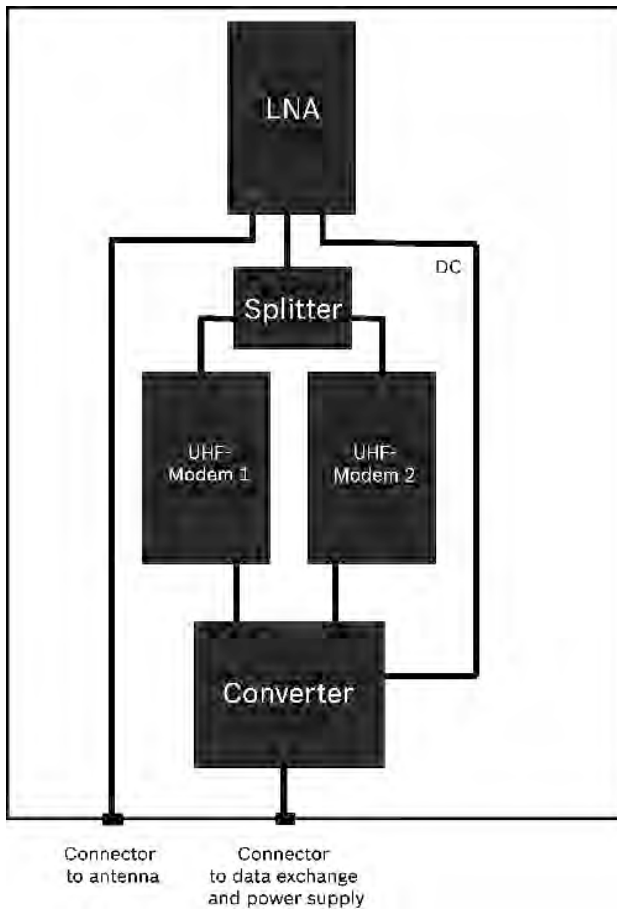 LNA
DC
Splitter
UHF-
Modem 1
UHF-
Modem 2
Converter
Connector
to antenna
Connector
to data exchange
and power supply